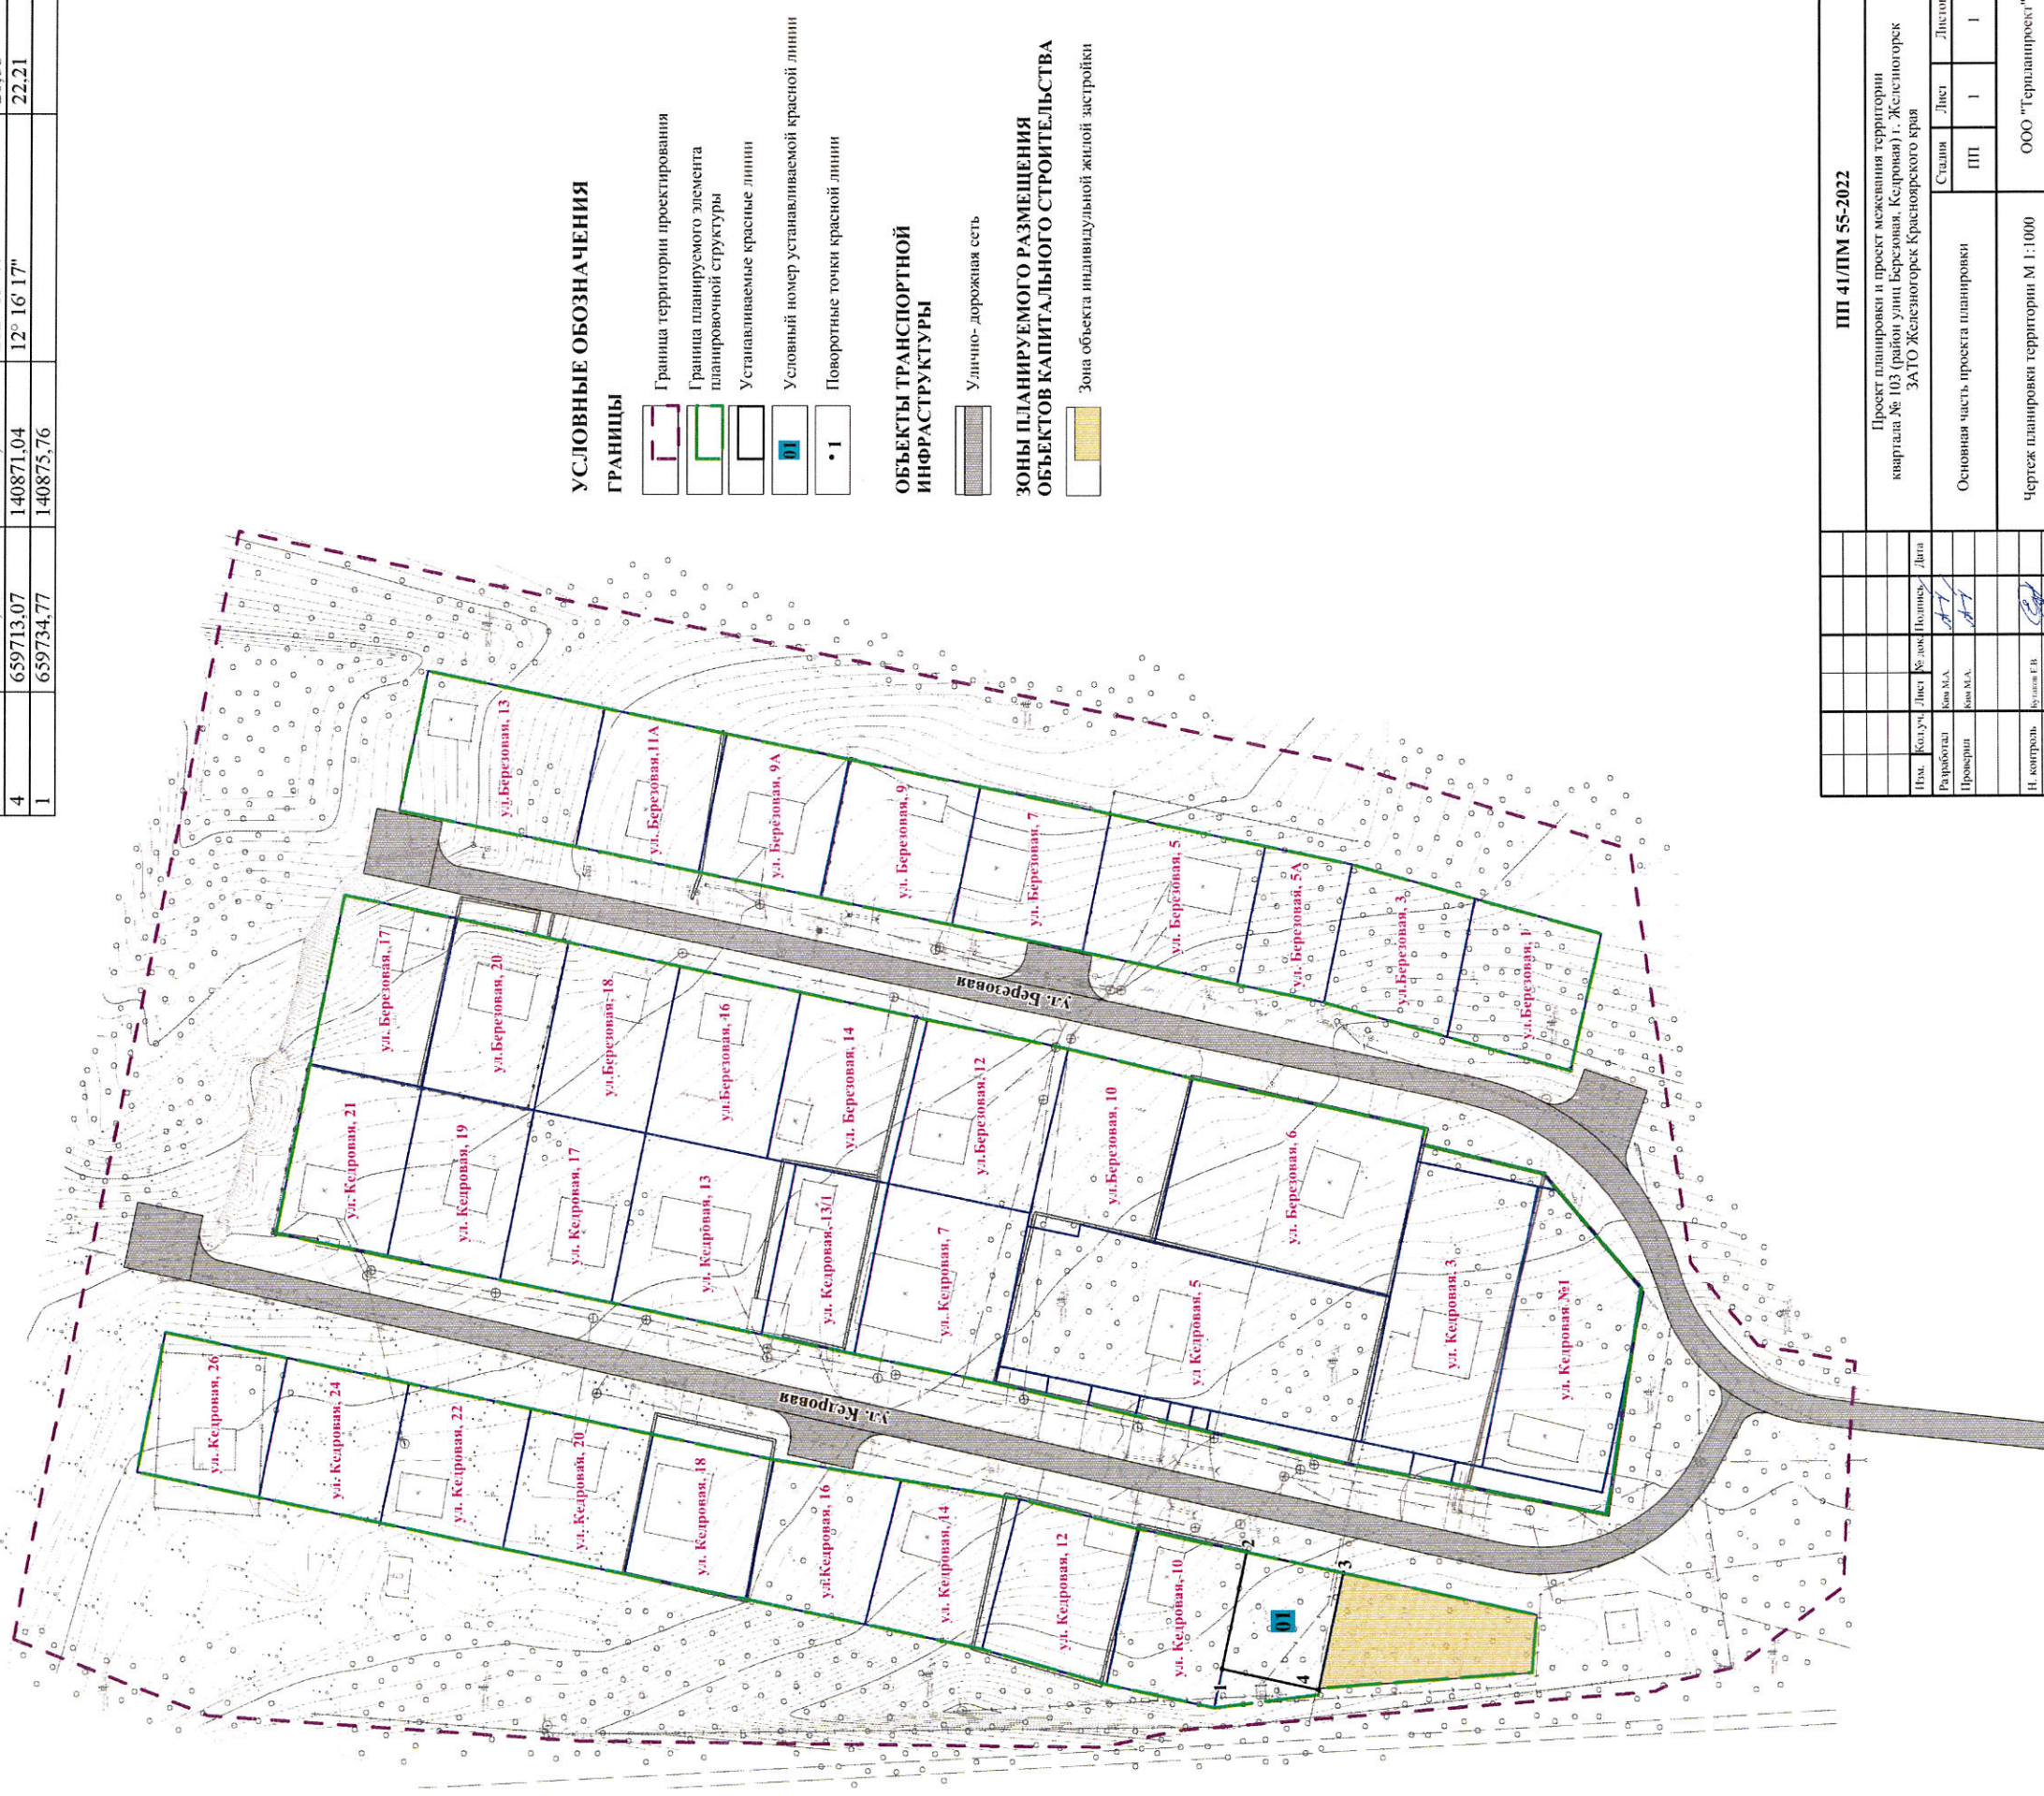 4 659713,07 140871,04 12° 16' 17" 22,21
1 659734,77 140875,76
УСЛОВНЫЕ ОБОЗНАЧЕНИЯ
ГРАНИЦЫ
Граница территории проектирования
Граница планируемого элемента
планировочной структуры
Устанавливаемые красные линии
01 Условный номер устанавливаемой красной линии
• 1 Поворотные точки красной линии
ОБЪЕКТЫ ТРАНСПОРТНОЙ
ИНФРАСТРУКТУРЫ
Улично- дорожная сеть
ЗОНЫ ПЛАНИРУЕМОГО РАЗМЕЩЕНИЯ
ОБЪЕКТОВ КАПИТАЛЬНОГО СТРОИТЕЛЬСТВА
Зона объекта индивидульной жилой застройки
ул.Березовая, 13
ул. Березовая,11А
ул. Березовая, 9А
ул. Березовая, 9
ул. Березовая, 7
ул. Березовая, 5
ул. Березовая, 5А
ул.Березовая, 3
ул.Березовая, 1
ул. Березовая
ул. Березовая,17
ул.Березовая, 20
ул.Березовая, 18
ул.Березовая, 16
ул. Березовая, 14
ул.Березовая, 12
ул.Березовая, 10
ул. Березовая, 6
ул. Кедровая, 21
ул. Кедровая, 19
ул. Кедровая, 17
ул. Кедровая, 13
ул. Кедровая, 13/1
ул. Кедровая, 7
ул Кедровая, 5
ул. Кедровая, 3
ул. Кедровая №1
ул. Кедровая
ул. Кедровая, 26
ул. Кедровая, 24
ул. Кедровая, 22
ул. Кедровая, 20
ул. Кедровая, 18
ул.Кедровая, 16
ул. Кедровая, 14
ул. Кедровая, 12
ул. Кедровая, 10
1
2
3
4
01
ПП 41/ПМ 55-2022
Проект планировки и проект межевания территории
квартала № 103 (район улиц Березовая, Кедровая) г. Железногорск
ЗАТО Железногорск Красноярского края
Изм. Кол.уч. Лист № док. Подпись Дата
Разработал Ким М.А.
Проверил Ким М.А.
Основная часть проекта планировки
Стадия Лист Листов
ПП 1 1
Н. контроль
Чертеж планировки территории М 1:1000
ООО "Терпланпроект"